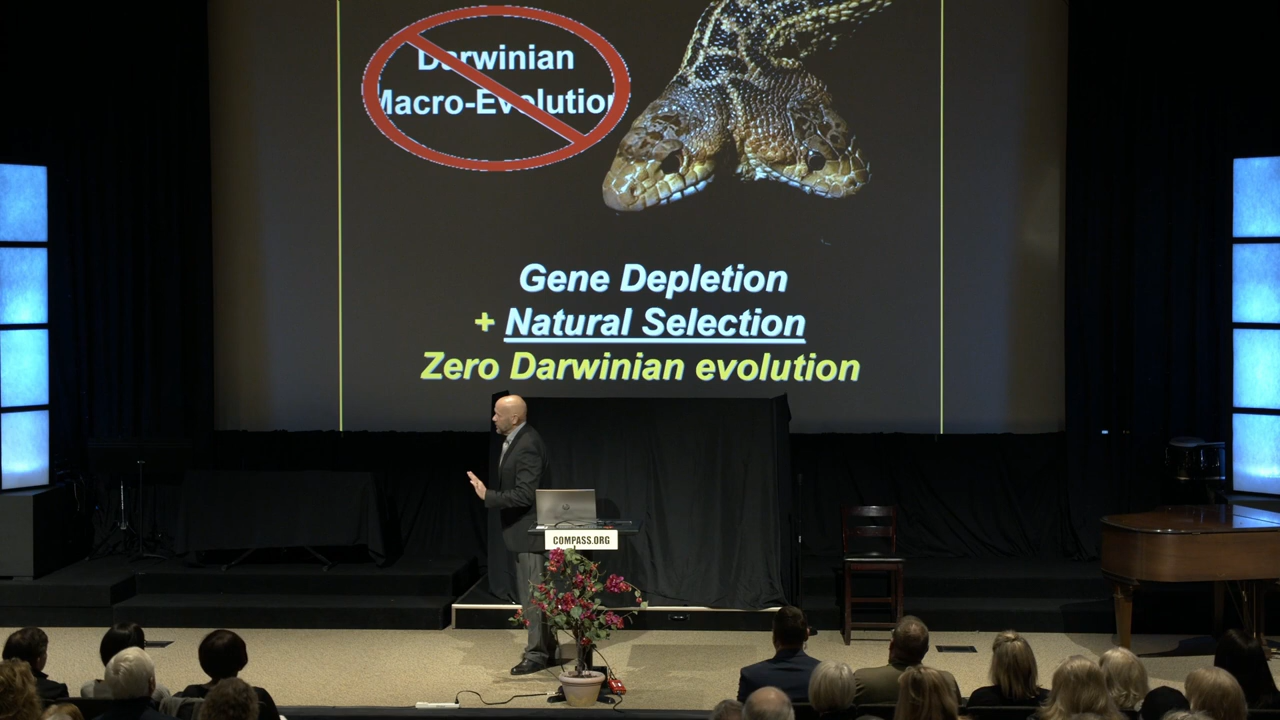 Darwinian
Macro-Evolution
Gene Depletion
+ Natural Selection
Zero Darwinian evolution
COMPASS.ORG